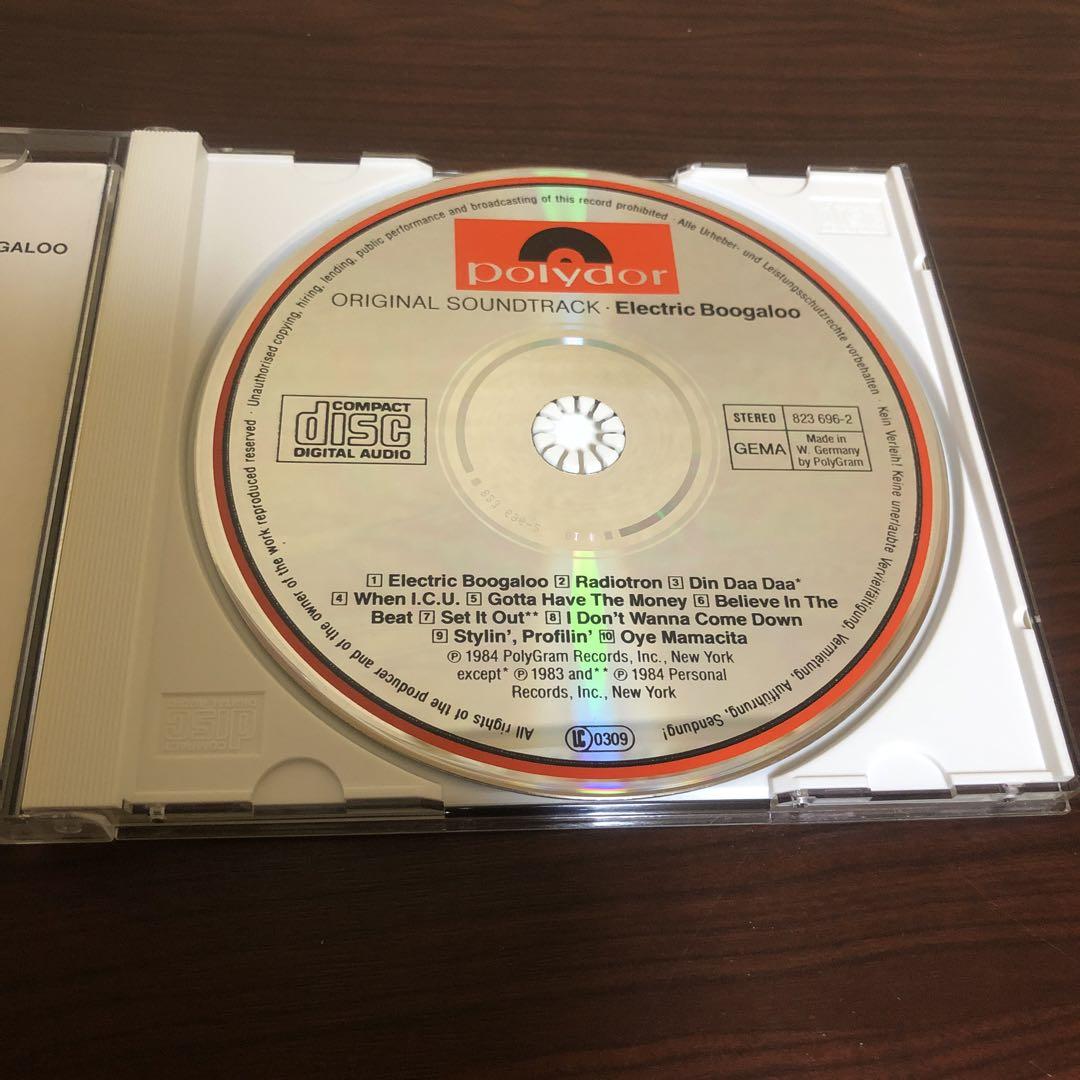 GALOO
All rights of the producer and of the owner of the work reproduced reserved · Unauthorised copying, hiring, lending, public performance and broadcasting of this record prohibited · Alle Urheber- und Leistungsschutzrechte vorbehalten · Kein Verleih! Keine unerlaubte Vervielfältigung, Vermietung, Aufführung, Sendung!
polydor
ORIGINAL SOUNDTRACK · Electric Boogaloo
COMPACT
disc
DIGITAL AUDIO
STEREO 823 696-2
GEMA Made in
W. Germany
by PolyGram
1 Electric Boogaloo 2 Radiotron 3 Din Daa Daa*
4 When I.C.U. 5 Gotta Have The Money 6 Believe In The
Beat 7 Set It Out** 8 I Don't Wanna Come Down
9 Stylin', Profilin' 10 Oye Mamacita
℗ 1984 PolyGram Records, Inc., New York
except* ℗ 1983 and** ℗ 1984 Personal
Records, Inc., New York
LC 0309
disc
COMPACT